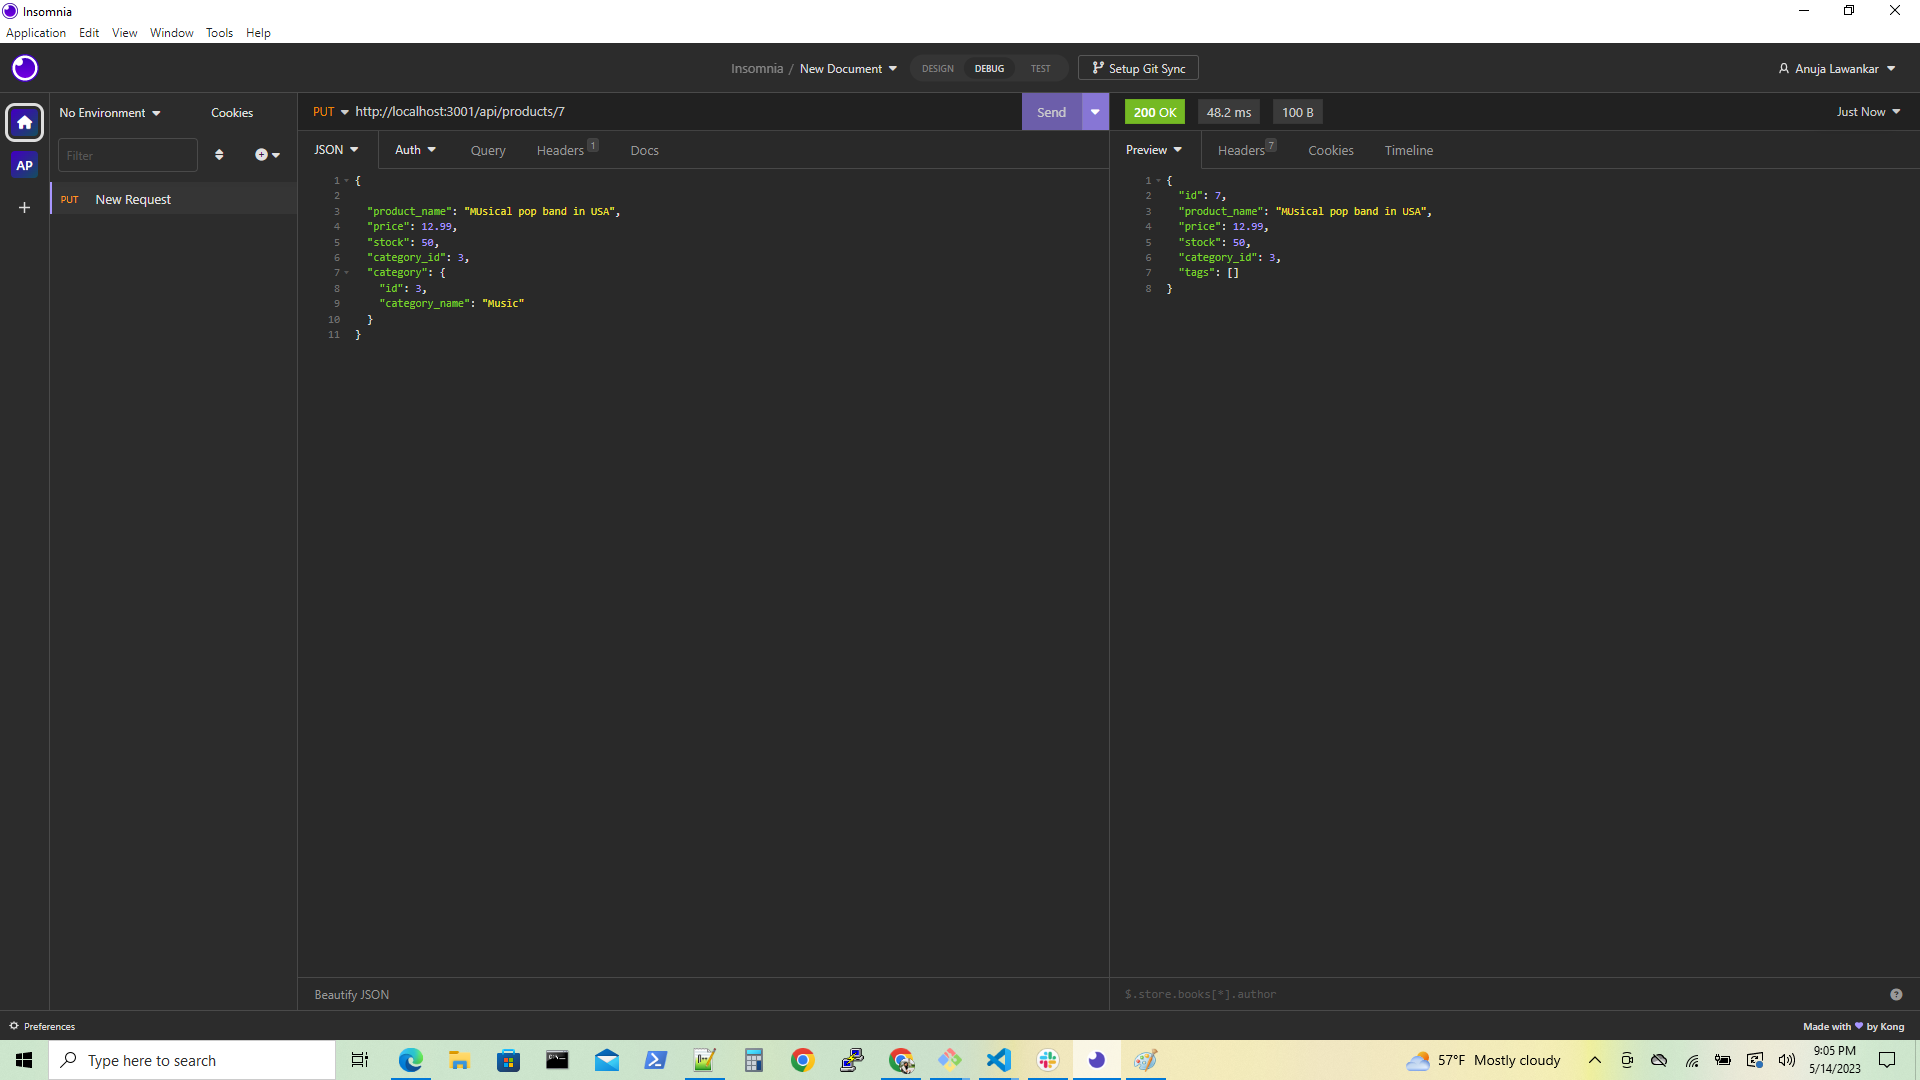 Insomnia
Application Edit View Window Tools Help
Insomnia / New Document DESIGN DEBUG TEST Setup Git Sync Anuja Lawankar
No Environment Cookies PUT http://localhost:3001/api/products/7 Send 200 OK 48.2 ms 100 B Just Now
Filter JSON Auth Query Headers 1 Docs Preview Headers 7 Cookies Timeline
AP
PUT New Request
1 {
2
3 "product_name": "MUsical pop band in USA",
4 "price": 12.99,
5 "stock": 50,
6 "category_id": 3,
7 "category": {
8 "id": 3,
9 "category_name": "Music"
10 }
11 }
1 {
2 "id": 7,
3 "product_name": "MUsical pop band in USA",
4 "price": 12.99,
5 "stock": 50,
6 "category_id": 3,
7 "tags": []
8 }
Beautify JSON $.store.books[*].author
Preferences Made with by Kong
Type here to search 57°F Mostly cloudy 9:05 PM
5/14/2023